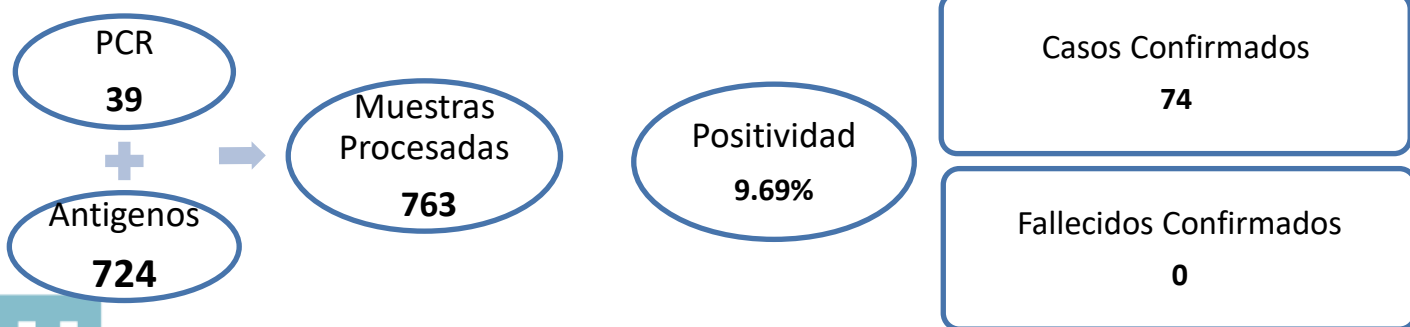 PCR
39
Antigenos
724
Muestras
Procesadas
763
Positividad
9.69%
Casos Confirmados
74
Fallecidos Confirmados
0